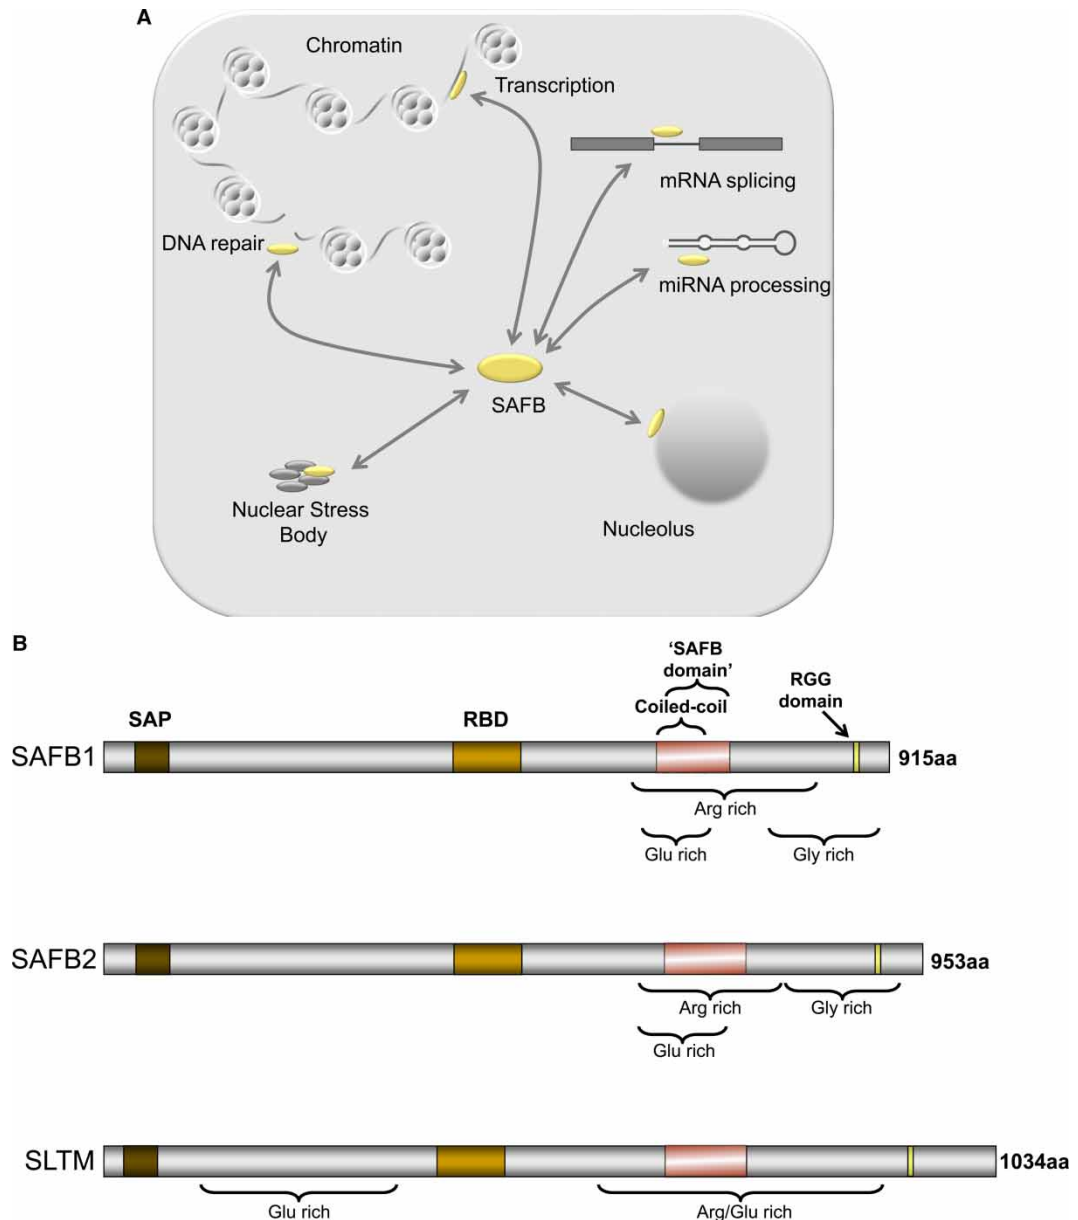 A
Chromatin
Transcription
mRNA splicing
DNA repair
miRNA processing
SAFB
Nuclear Stress
Body
Nucleolus
B
‘SAFB
domain’
RGG
domain
SAP
RBD
Coiled-coil
SAFB1
915aa
Arg rich
Glu rich
Gly rich
SAFB2
953aa
Arg rich
Gly rich
Glu rich
SLTM
1034aa
Glu rich
Arg/Glu rich